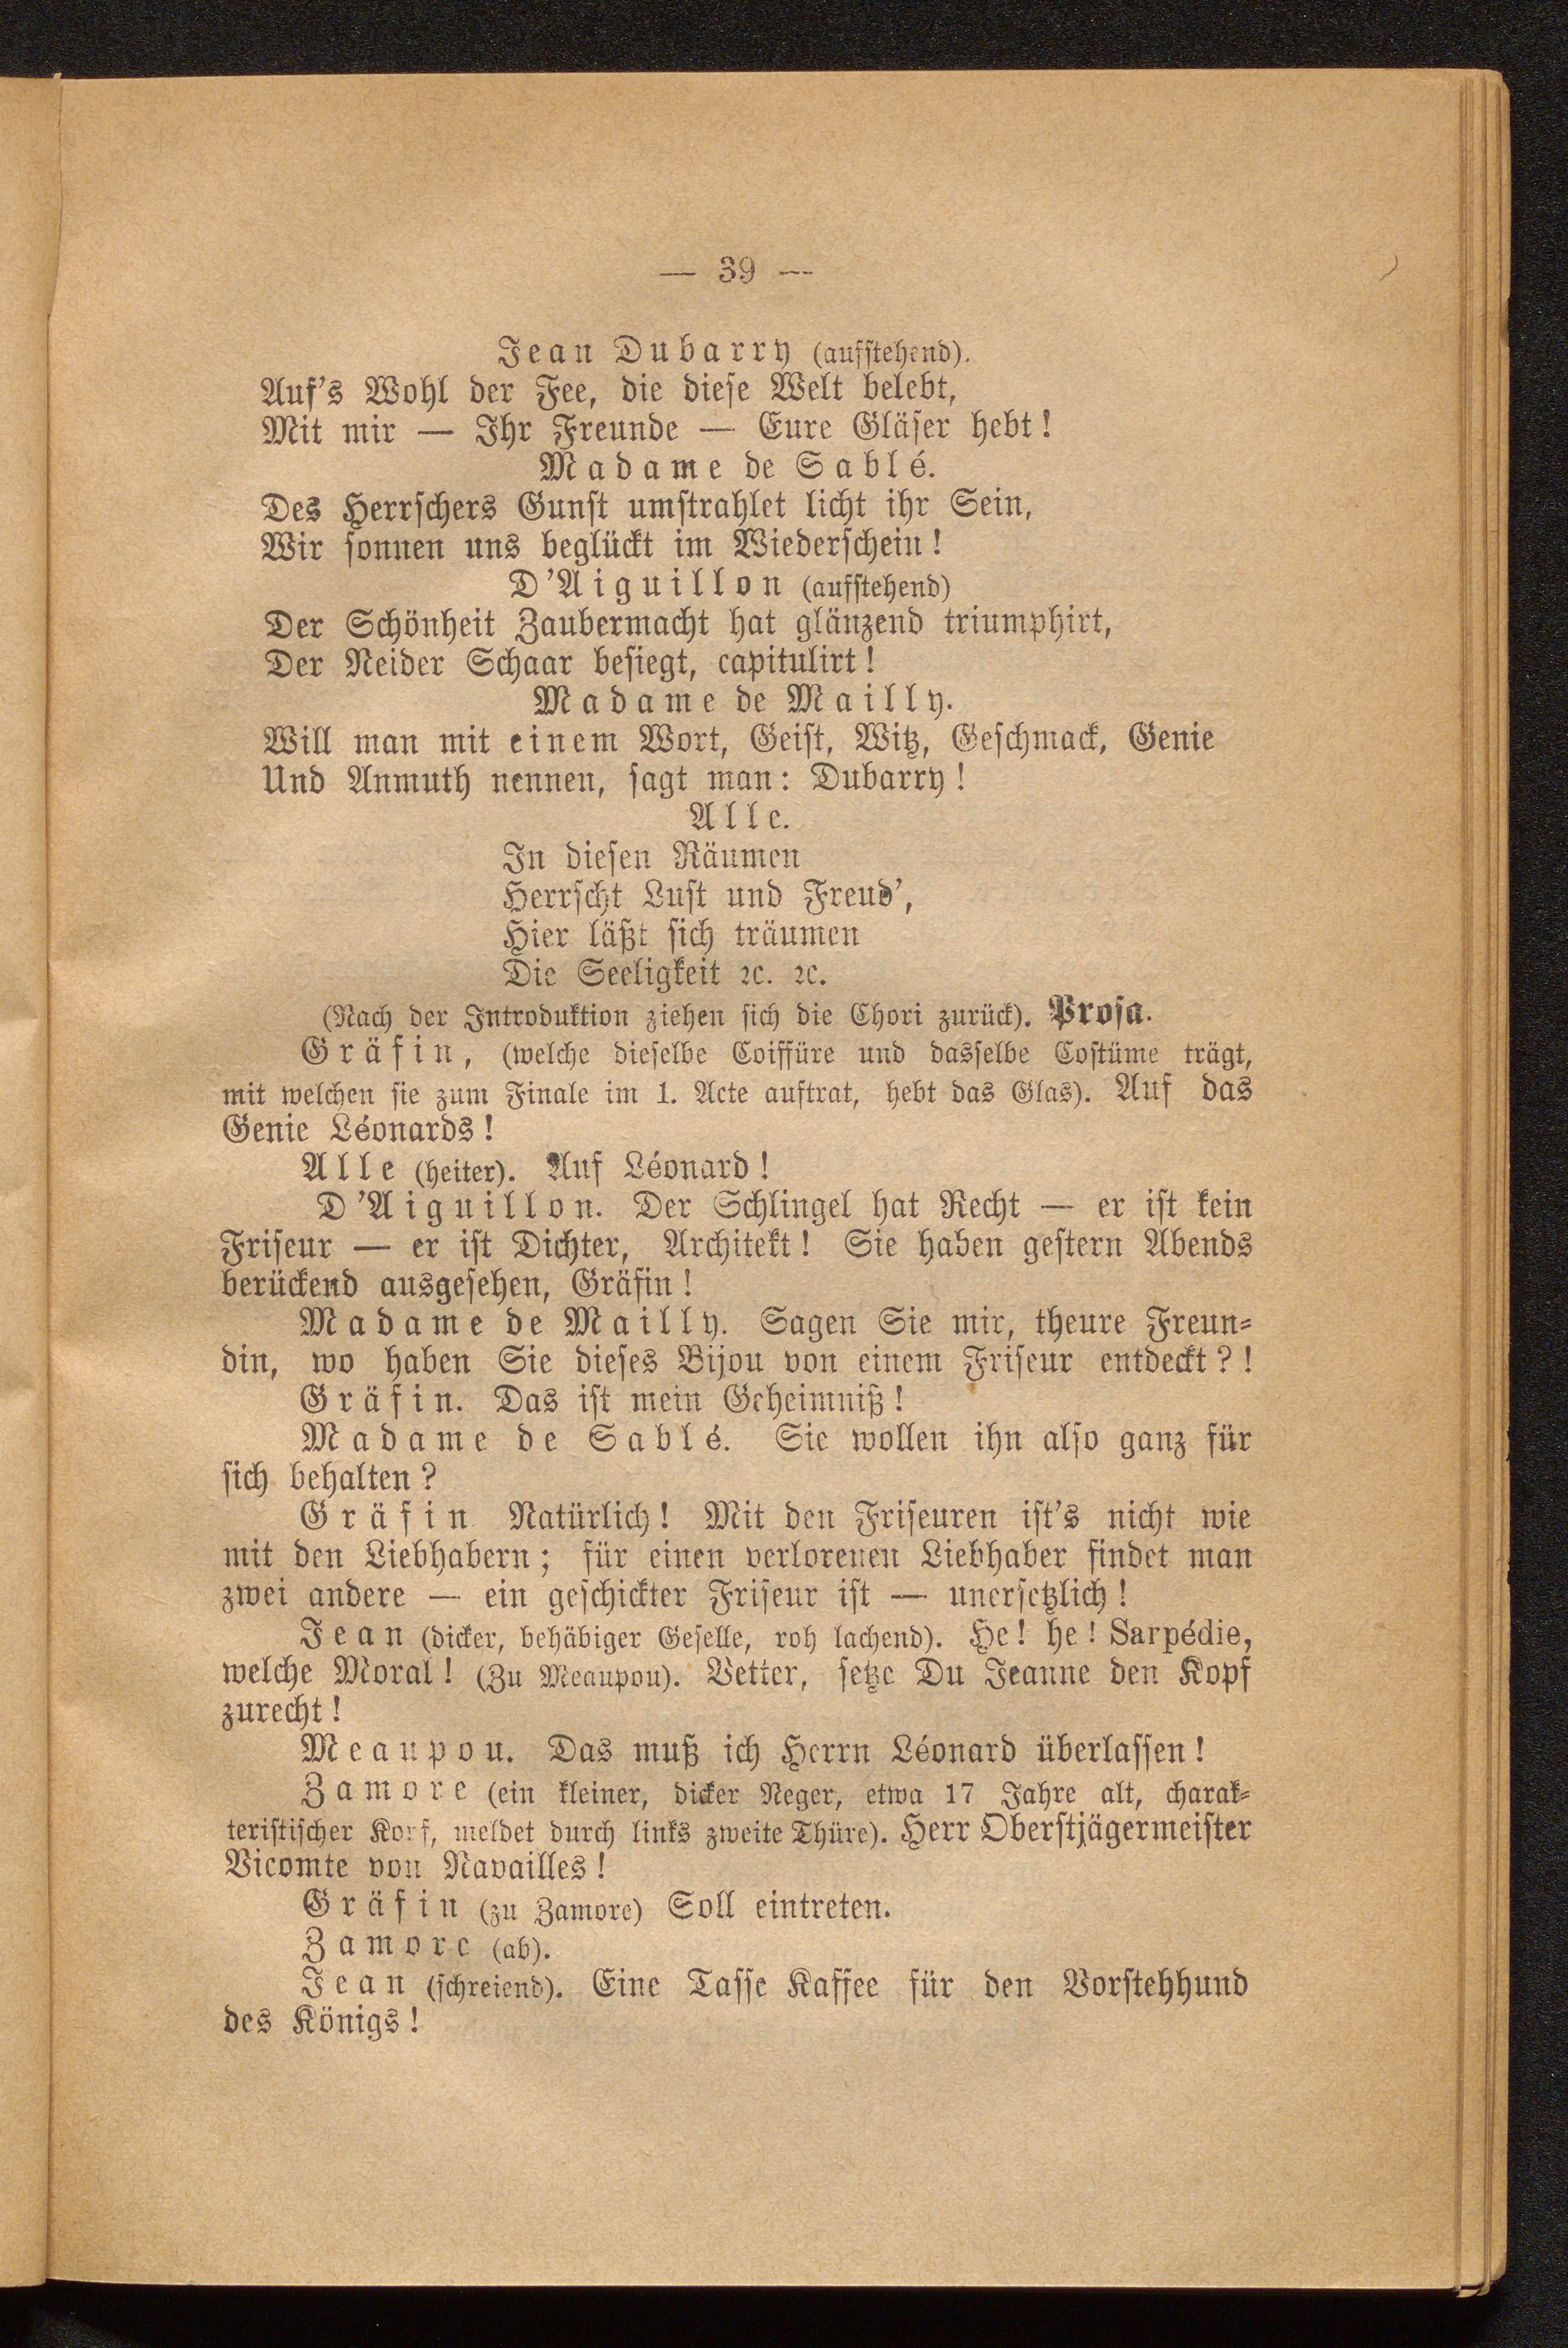 — 39 —
Jean Dubarry (aufstehend).
Auf's Wohl der Fee, die diese Welt belebt,
Mit mir — Ihr Freunde — Eure Gläser hebt!
Madame de Sablé.
Des Herrschers Gunst umstrahlet licht ihr Sein,
Wir sonnen uns beglückt im Wiederschein!
D'Aiguillon (aufstehend)
Der Schönheit Zaubermacht hat glänzend triumphirt,
Der Neider Schaar besiegt, capitulirt!
Madame de Mailly.
Will man mit einem Wort, Geist, Witz, Geschmack, Genie
Und Anmuth nennen, sagt man: Dubarry!
Alle.
In diesen Räumen
Herrscht Lust und Freud',
Hier läßt sich träumen
Die Seeligkeit ꝛc. ꝛc.
(Nach der Introduktion ziehen sich die Chori zurück). Prosa.
Gräfin, (welche dieselbe Coiffüre und dasselbe Costüme trägt,
mit welchen sie zum Finale im 1. Acte auftrat, hebt das Glas). Auf das
Genie Léonards!
Alle (heiter). Auf Léonard!
D'Aiguillon. Der Schlingel hat Recht — er ist kein
Friseur — er ist Dichter, Architekt! Sie haben gestern Abends
berückend ausgesehen, Gräfin!
Madame de Mailly. Sagen Sie mir, theure Freun-
din, wo haben Sie dieses Bijou von einem Friseur entdeckt?!
Gräfin. Das ist mein Geheimniß!
Madame de Sablé. Sie wollen ihn also ganz für
sich behalten?
Gräfin Natürlich! Mit den Friseuren ist's nicht wie
mit den Liebhabern; für einen verlorenen Liebhaber findet man
zwei andere — ein geschickter Friseur ist — unersetzlich!
Jean (dicker, behäbiger Geselle, roh lachend). He! he! Sarpédie,
welche Moral! (Zu Meaupou). Vetter, setze Du Jeanne den Kopf
zurecht!
Meaupou. Das muß ich Herrn Léonard überlassen!
Zamore (ein kleiner, dicker Neger, etwa 17 Jahre alt, charak-
teristischer Korf, meldet durch links zweite Thüre). Herr Oberstjägermeister
Vicomte von Navailles!
Gräfin (zu Zamore) Soll eintreten.
Zamore (ab).
Jean (schreiend). Eine Tasse Kaffee für den Vorstehhund
des Königs!